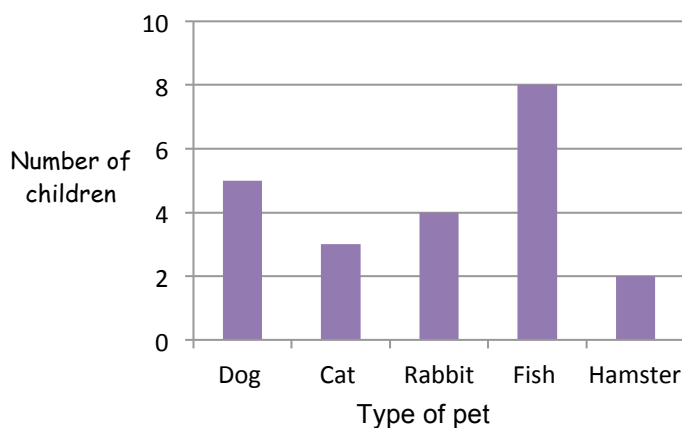 10
8
6
4
2
0
Number of
children
Dog Cat Rabbit Fish Hamster
Type of pet